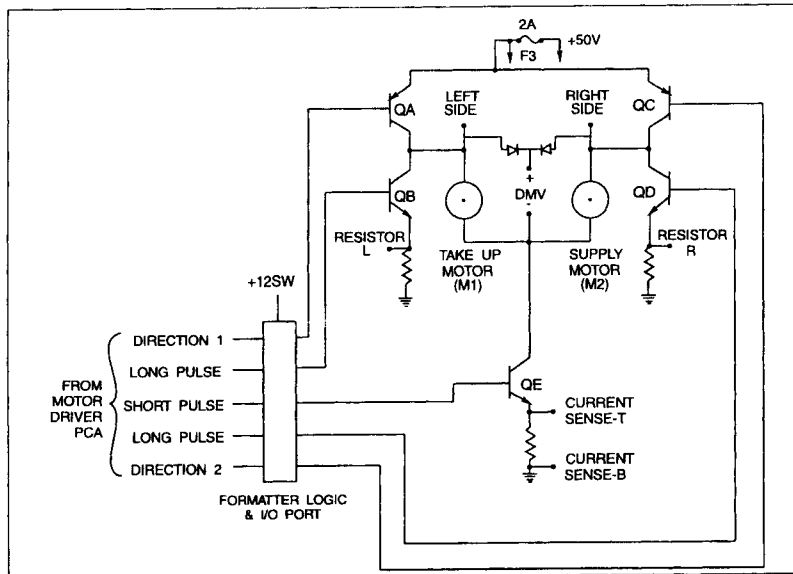 2A
+50V
F3
LEFT
SIDE
RIGHT
SIDE
QA
QC
+
DMV
-
QB
QD
RESISTOR
L
TAKE UP
MOTOR
(M1)
SUPPLY
MOTOR
(M2)
RESISTOR
R
+12SW
FROM
MOTOR
DRIVER
PCA
DIRECTION 1
LONG PULSE
SHORT PULSE
LONG PULSE
DIRECTION 2
QE
CURRENT
SENSE-T
CURRENT
SENSE-B
FORMATTER LOGIC
& I/O PORT